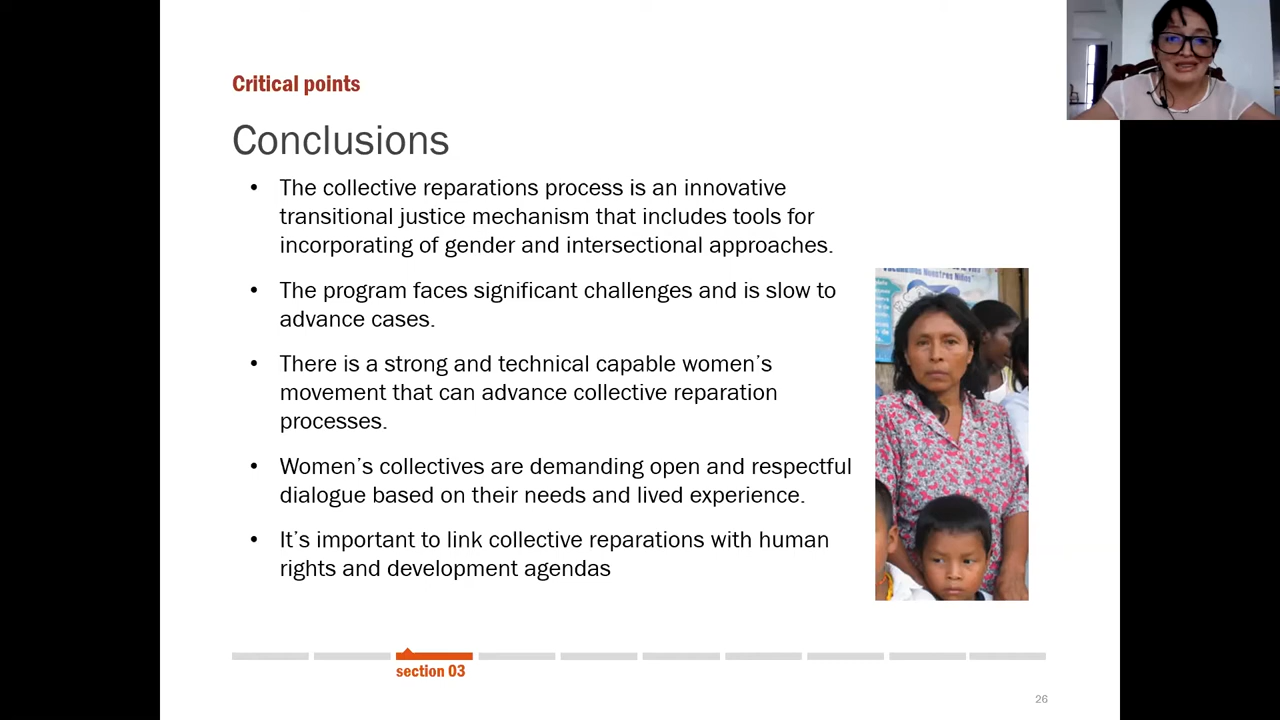 Critical points
Conclusions
• The collective reparations process is an innovative
transitional justice mechanism that includes tools for
incorporating of gender and intersectional approaches.
• The program faces significant challenges and is slow to
advance cases.
• There is a strong and technical capable women's
movement that can advance collective reparation
processes.
• Women's collectives are demanding open and respectful
dialogue based on their needs and lived experience.
• It's important to link collective reparations with human
rights and development agendas
section 03
26